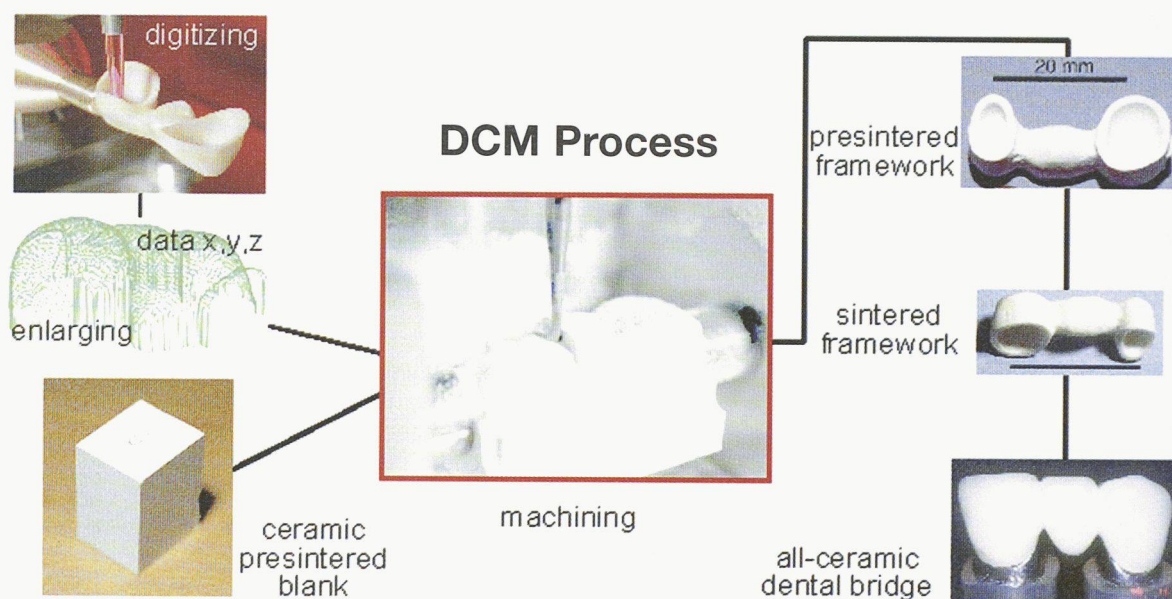 digitizing
data x,y,z
enlarging
ceramic
presintered
blank
DCM Process
machining
20 mm
presintered
framework
sintered
framework
all-ceramic
dental bridge